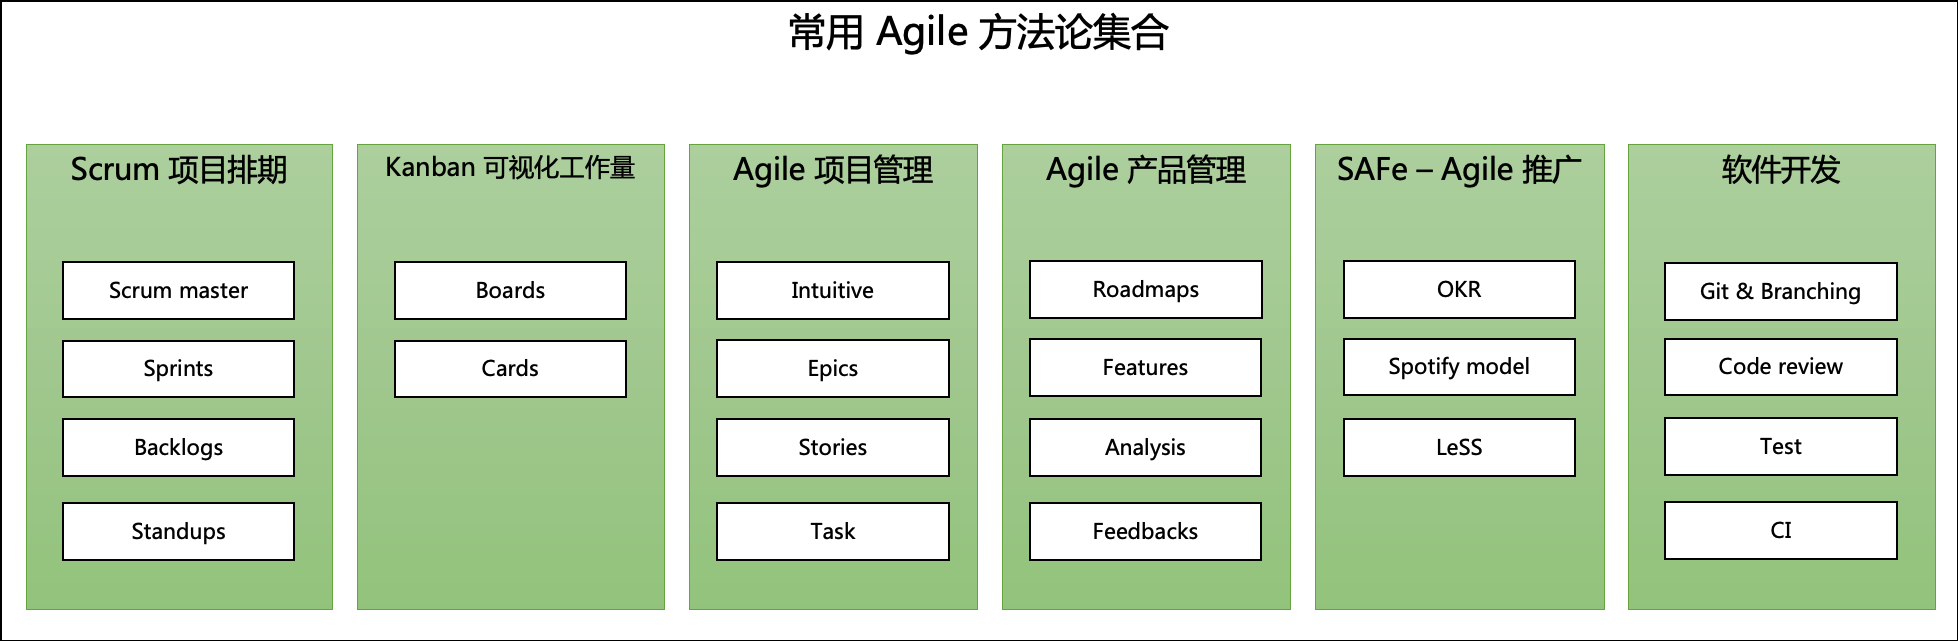 常用 Agile 方法论集合
Scrum 项目排期
Scrum master
Sprints
Backlogs
Standups
Kanban 可视化工作量
Boards
Cards
Agile 项目管理
Intuitive
Epics
Stories
Task
Agile 产品管理
Roadmaps
Features
Analysis
Feedbacks
SAFe – Agile 推广
OKR
Spotify model
LeSS
软件开发
Git & Branching
Code review
Test
CI